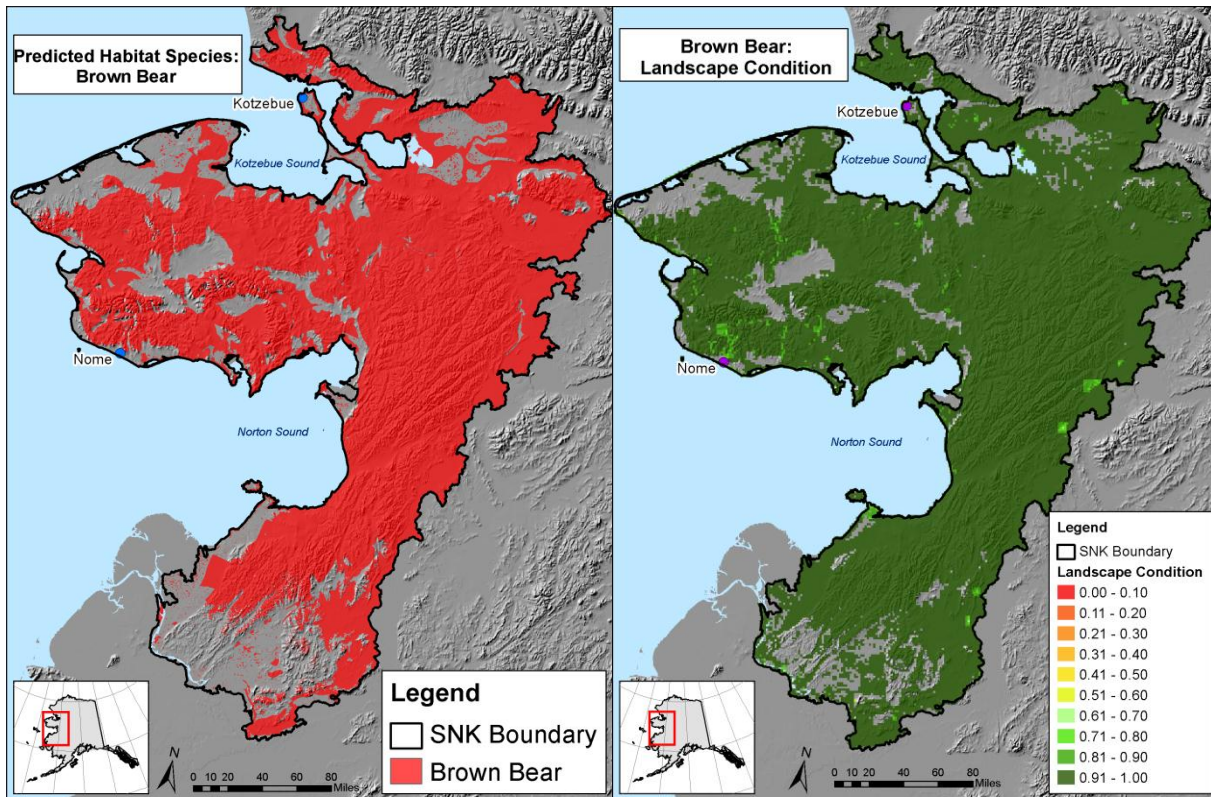 Predicted Habitat Species:
Brown Bear
Kotzebue
Kotzebue Sound
Nome
Norton Sound
N
0 10 20 40 60 80
Miles
Legend
SNK Boundary
Brown Bear
Brown Bear:
Landscape Condition
Kotzebue
Kotzebue Sound
Nome
Norton Sound
N
0 10 20 40 60 80
Miles
Legend
SNK Boundary
Landscape Condition
0.00 - 0.10
0.11 - 0.20
0.21 - 0.30
0.31 - 0.40
0.41 - 0.50
0.51 - 0.60
0.61 - 0.70
0.71 - 0.80
0.81 - 0.90
0.91 - 1.00